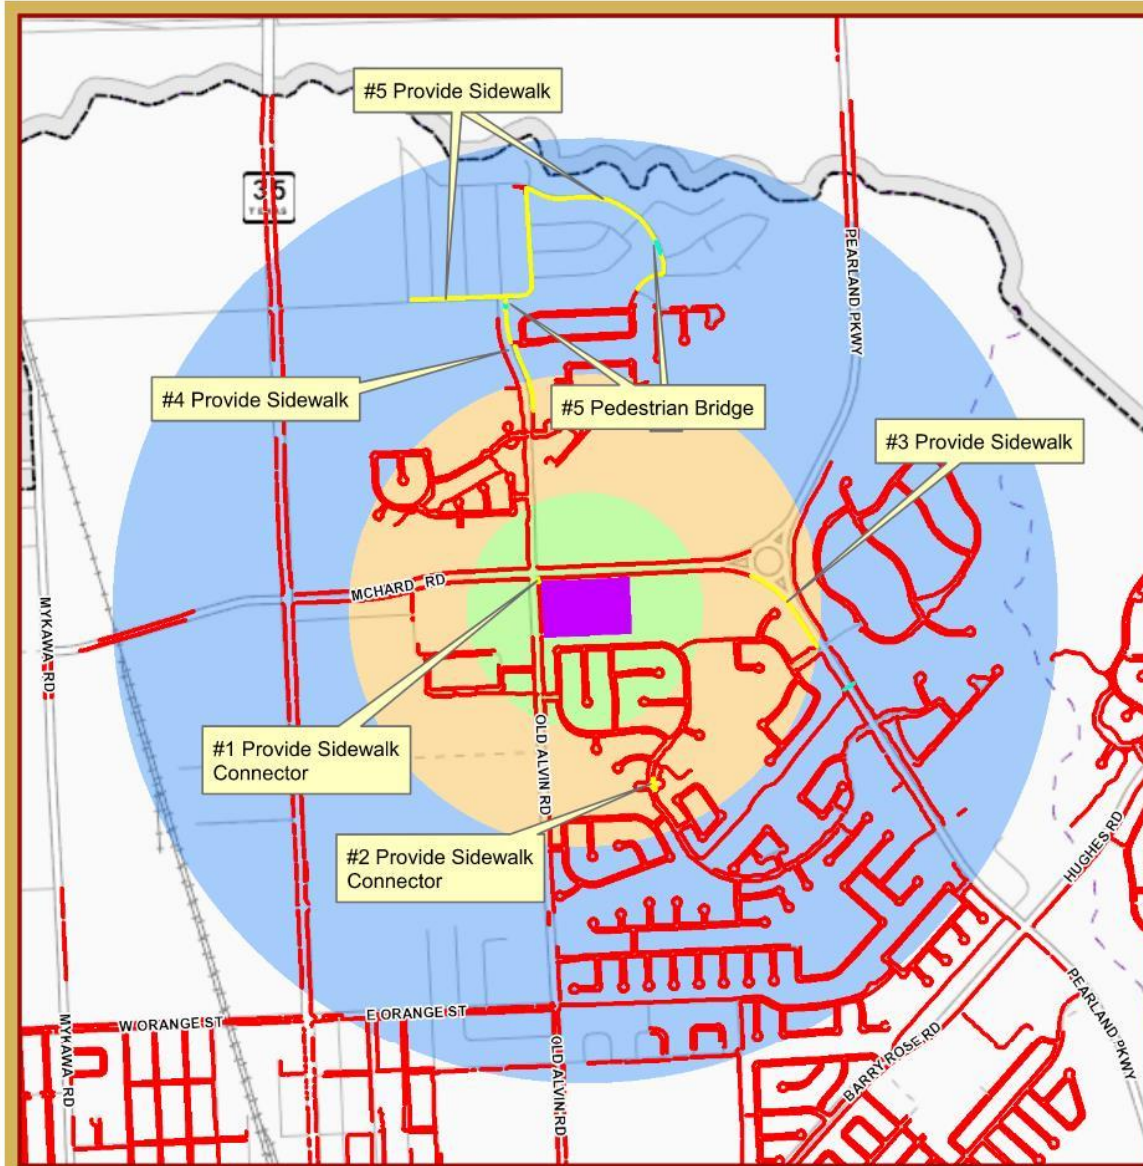 #5 Provide Sidewalk
35
TEXAS
PEARLAND PKWY
#4 Provide Sidewalk
#5 Pedestrian Bridge
#3 Provide Sidewalk
MCHARD RD
MYKAWA RD
#1 Provide Sidewalk
Connector
OLD ALVIN RD
#2 Provide Sidewalk
Connector
HUGHES RD
W ORANGE ST
E ORANGE ST
MYKAWA RD
OLD ALVIN RD
BARRY ROSE RD
PEARLAND PKWY